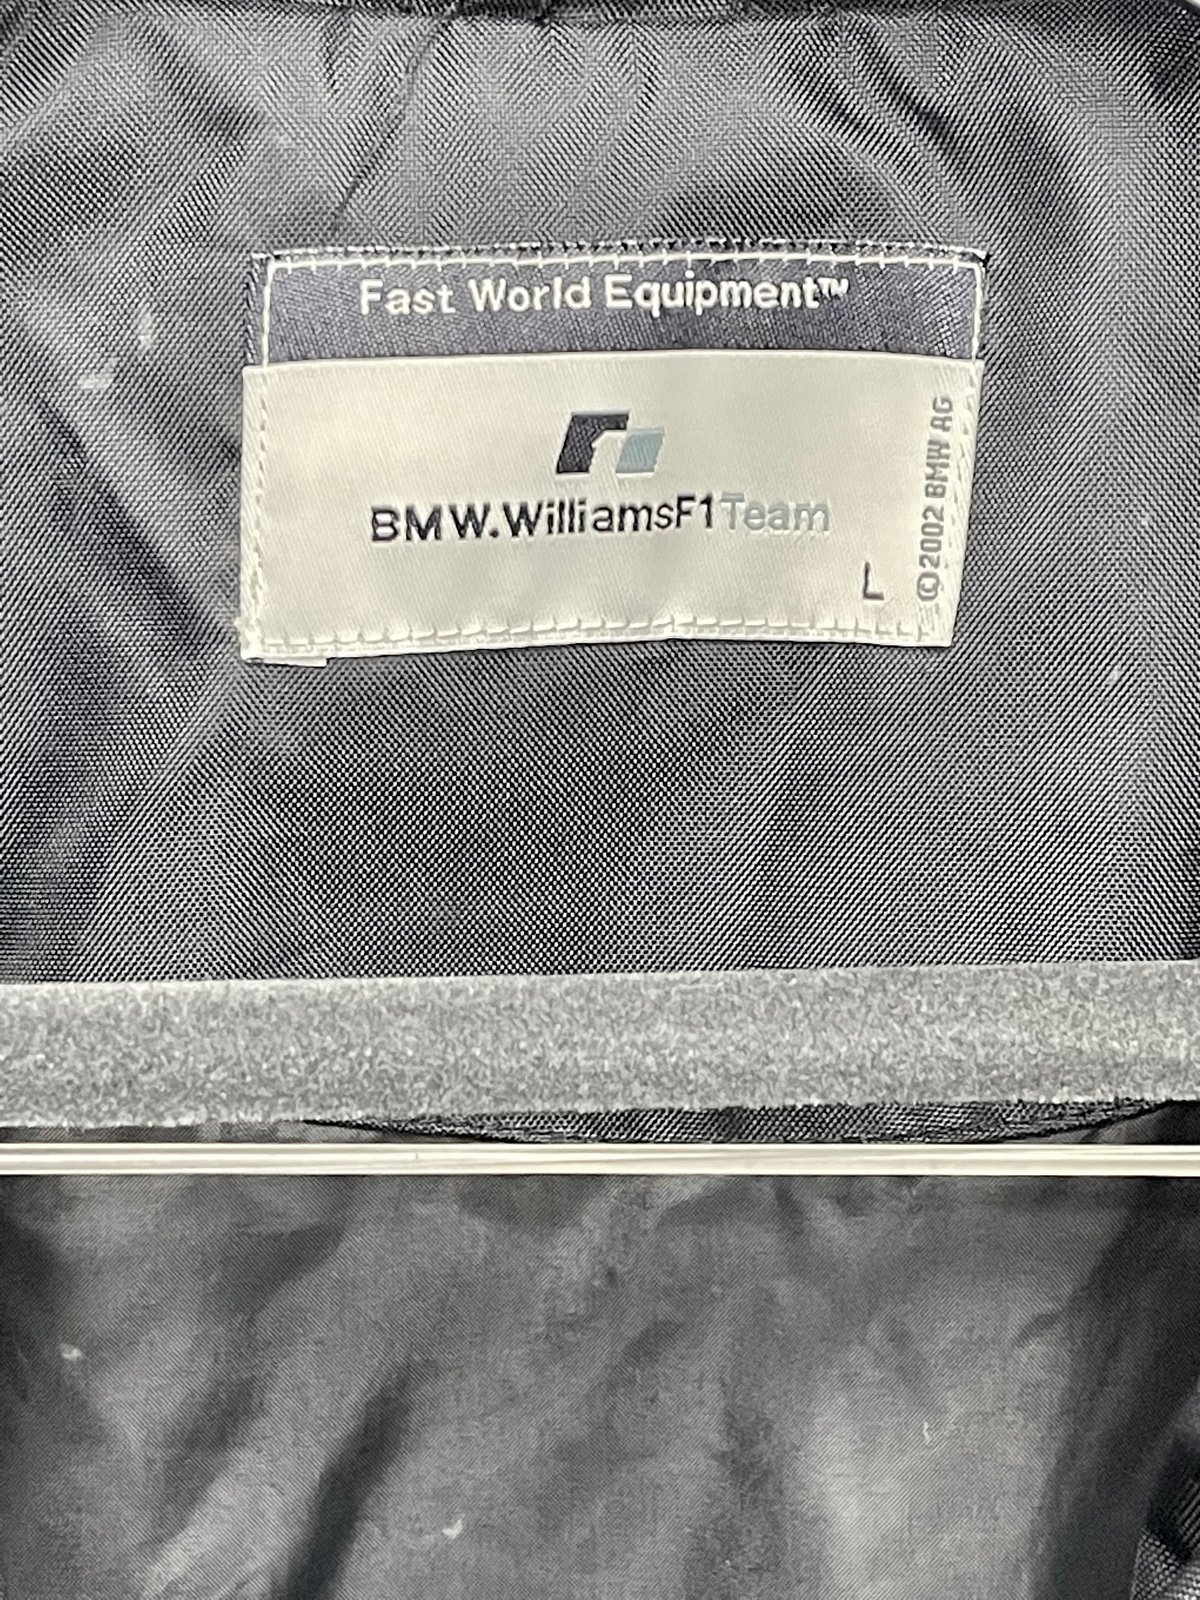 Fast World Equipment™
BMW.WilliamsF1Team
L
©2002 BMW AG